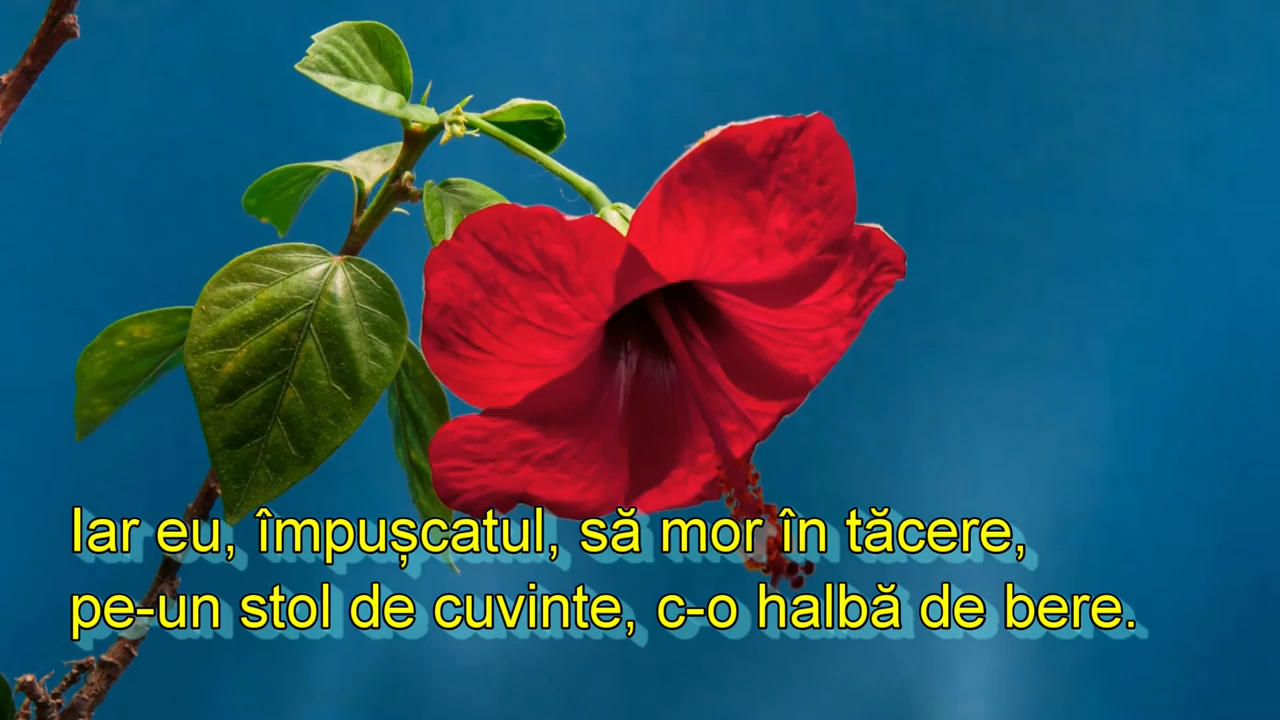 Iar eu, împușcatul, să mor în tăcere,
pe-un stol de cuvinte, c-o halbă de bere.